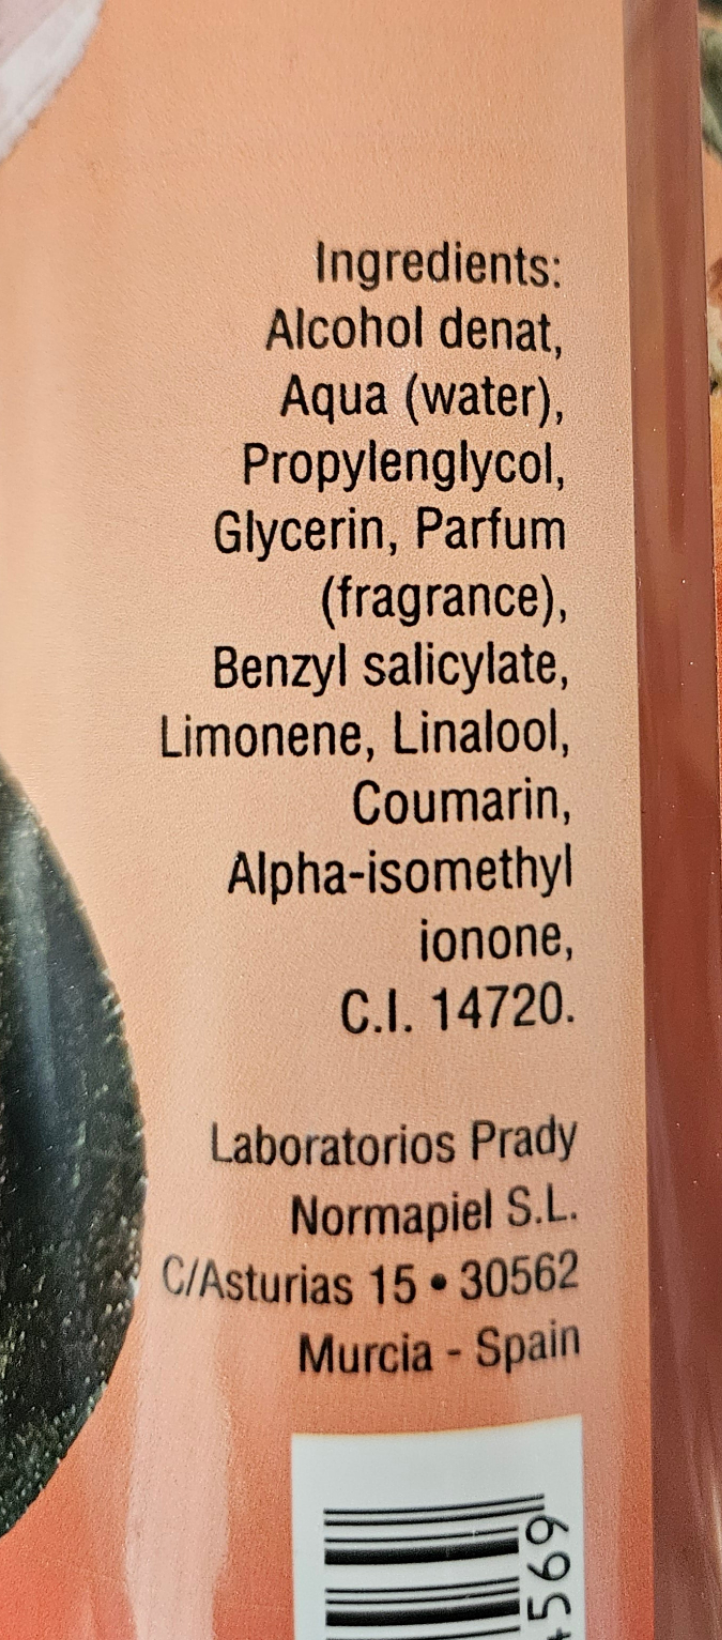 Ingredients:
Alcohol denat,
Aqua (water),
Propylenglycol,
Glycerin, Parfum
(fragrance),
Benzyl salicylate,
Limonene, Linalool,
Coumarin,
Alpha-isomethyl
ionone,
C.I. 14720.
Laboratorios Prady
Normapiel S.L.
C/Asturias 15 • 30562
Murcia - Spain
569